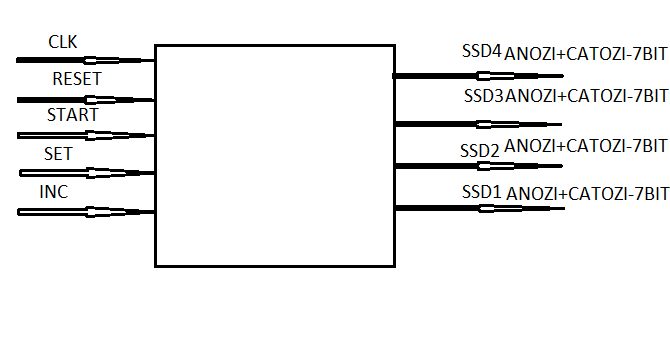 CLK
RESET
START
SET
INC
SSD4 ANOZI+CATOZI-7BIT
SSD3 ANOZI+CATOZI-7BIT
SSD2 ANOZI+CATOZI-7BIT
SSD1 ANOZI+CATOZI-7BIT